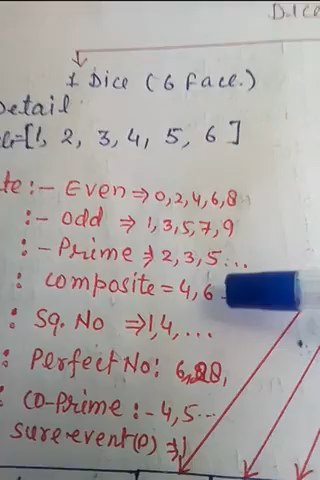 Dice
1 Dice (6 face.)
Detail
[1, 2, 3, 4, 5, 6]
te:- Even ⇒ 0,2,4,6,8
:- odd ⇒ 1,3,5,7,9
:- Prime ⇒ 2,3,5...
: composite = 4,6
: Sq. No ⇒ 1,4,...
: Perfect No: 6,28,
: co-prime :- 4,5--
sure event(P) ⇒ 1